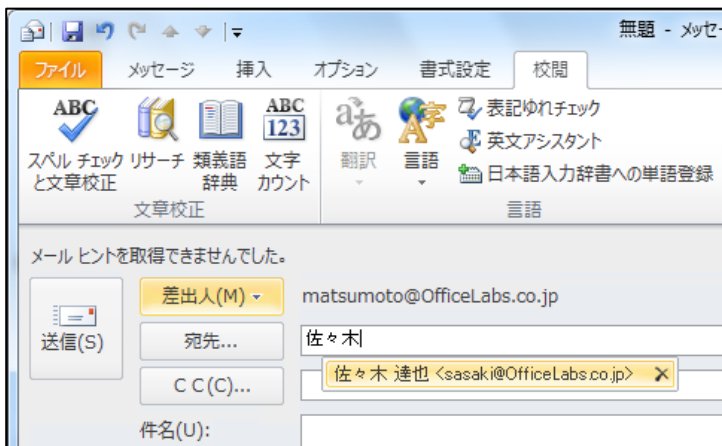 無題 - メッセー
ファイル メッセージ 挿入 オプション 書式設定 校閲
ABC ABC 123 aあ A字
スペル チェックと文章校正 リサーチ 類義語辞典 文字カウント 翻訳 言語
表記ゆれチェック
英文アシスタント
日本語入力辞書への単語登録
文章校正 言語
メール ヒントを取得できませんでした。
差出人(M) matsumoto@OfficeLabs.co.jp
送信(S) 宛先... 佐々木
佐々木 達也 <sasaki@OfficeLabs.co.jp>
C C(C)...
件名(U):